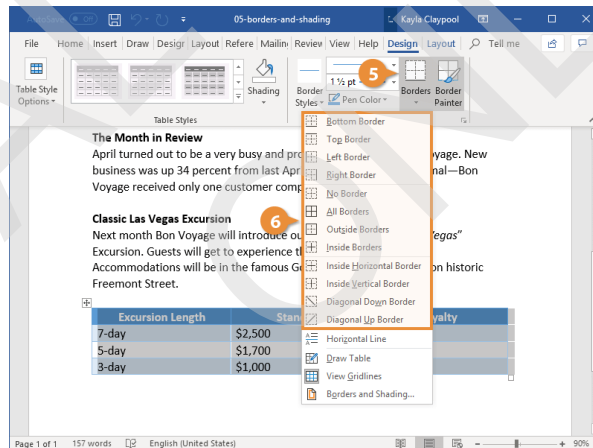 AutoSave Off 05-borders-and-shading Kayla Claypool
File Home Insert Draw Desigr Layout Refere Mailin Review View Help Design Layout Tell me
Table Style Options
Shading
Border Styles
1 ½ pt
Pen Color
Borders
Border Painter
5
Table Styles
The Month in Review
April turned out to be a very busy and pro oyage. New
business was up 34 percent from last Apr nal—Bon
Voyage received only one customer comp
Classic Las Vegas Excursion
Next month Bon Voyage will introduce ou egas"
Excursion. Guests will get to experience t
Accommodations will be in the famous G on historic
Freemont Street.
Excursion Length Stan yalty
7-day $2,500
5-day $1,700
3-day $1,000
6
Bottom Border
Top Border
Left Border
Right Border
No Border
All Borders
Outside Borders
Inside Borders
Inside Horizontal Border
Inside Vertical Border
Diagonal Down Border
Diagonal Up Border
Horizontal Line
Draw Table
View Gridlines
Borders and Shading...
Page 1 of 1 157 words English (United States) 90%